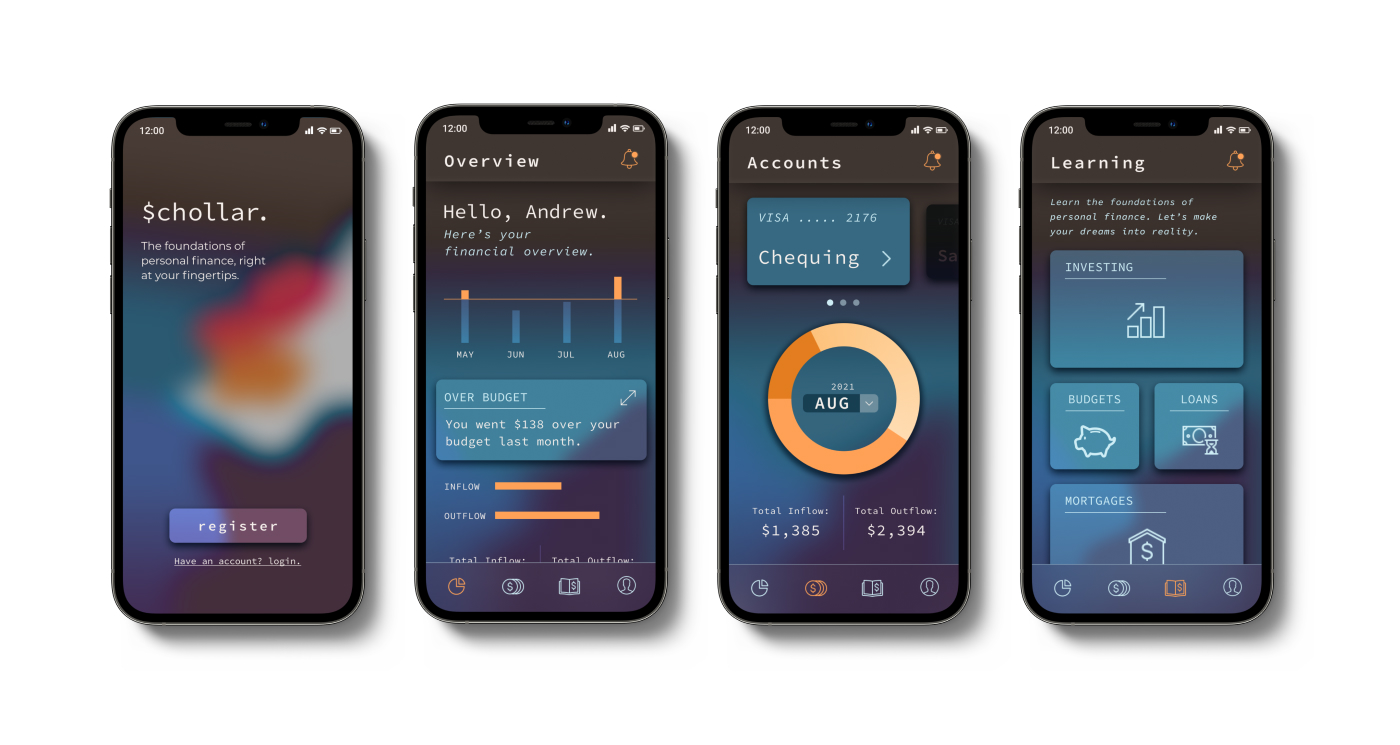 12:00
$chollar.
The foundations of
personal finance, right
at your fingertips.
register
Have an account? login.
12:00
Overview
Hello, Andrew.
Here's your
financial overview.
MAY JUN JUL AUG
OVER BUDGET
You went $138 over your
budget last month.
INFLOW
OUTFLOW
Total Inflow: Total Outflow:
12:00
Accounts
VISA ..... 2176
Chequing
VISA
Sa
2021
AUG
Total Inflow: Total Outflow:
$1,385 $2,394
12:00
Learning
Learn the foundations of
personal finance. Let's make
your dreams into reality.
INVESTING
BUDGETS LOANS
MORTGAGES